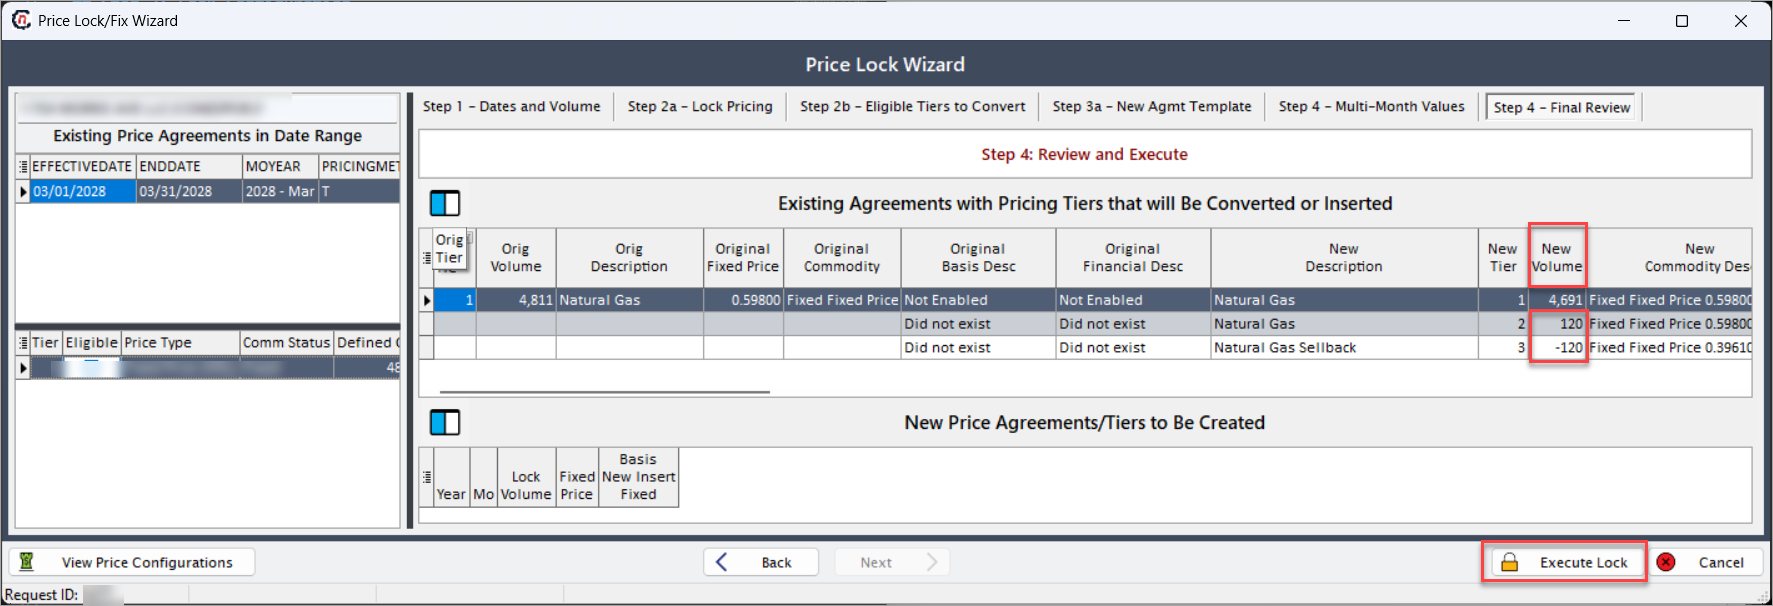 Price Lock/Fix Wizard
Price Lock Wizard
Existing Price Agreements in Date Range
EFFECTIVEDATE ENDDATE MOYEAR PRICINGMET
03/01/2028 03/31/2028 2028 - Mar T
Tier Eligible Price Type Comm Status Defined
48
Step 1 - Dates and Volume Step 2a - Lock Pricing Step 2b - Eligible Tiers to Convert Step 3a - New Agmt Template Step 4 - Multi-Month Values Step 4 - Final Review
Step 4: Review and Execute
Existing Agreements with Pricing Tiers that will Be Converted or Inserted
Orig Tier
Orig Volume
Orig Description
Original Fixed Price
Original Commodity
Original Basis Desc
Original Financial Desc
New Description
New Tier
New Volume
New Commodity Desc
1 4,811 Natural Gas 0.59800 Fixed Fixed Price Not Enabled Not Enabled Natural Gas 1 4,691 Fixed Fixed Price 0.59800
Did not exist Did not exist Natural Gas 2 120 Fixed Fixed Price 0.59800
Did not exist Did not exist Natural Gas Sellback 3 -120 Fixed Fixed Price 0.39610
New Price Agreements/Tiers to Be Created
Year
Mo
Lock Volume
Fixed Price
Basis New Insert Fixed
View Price Configurations Back Next Execute Lock Cancel
Request ID: